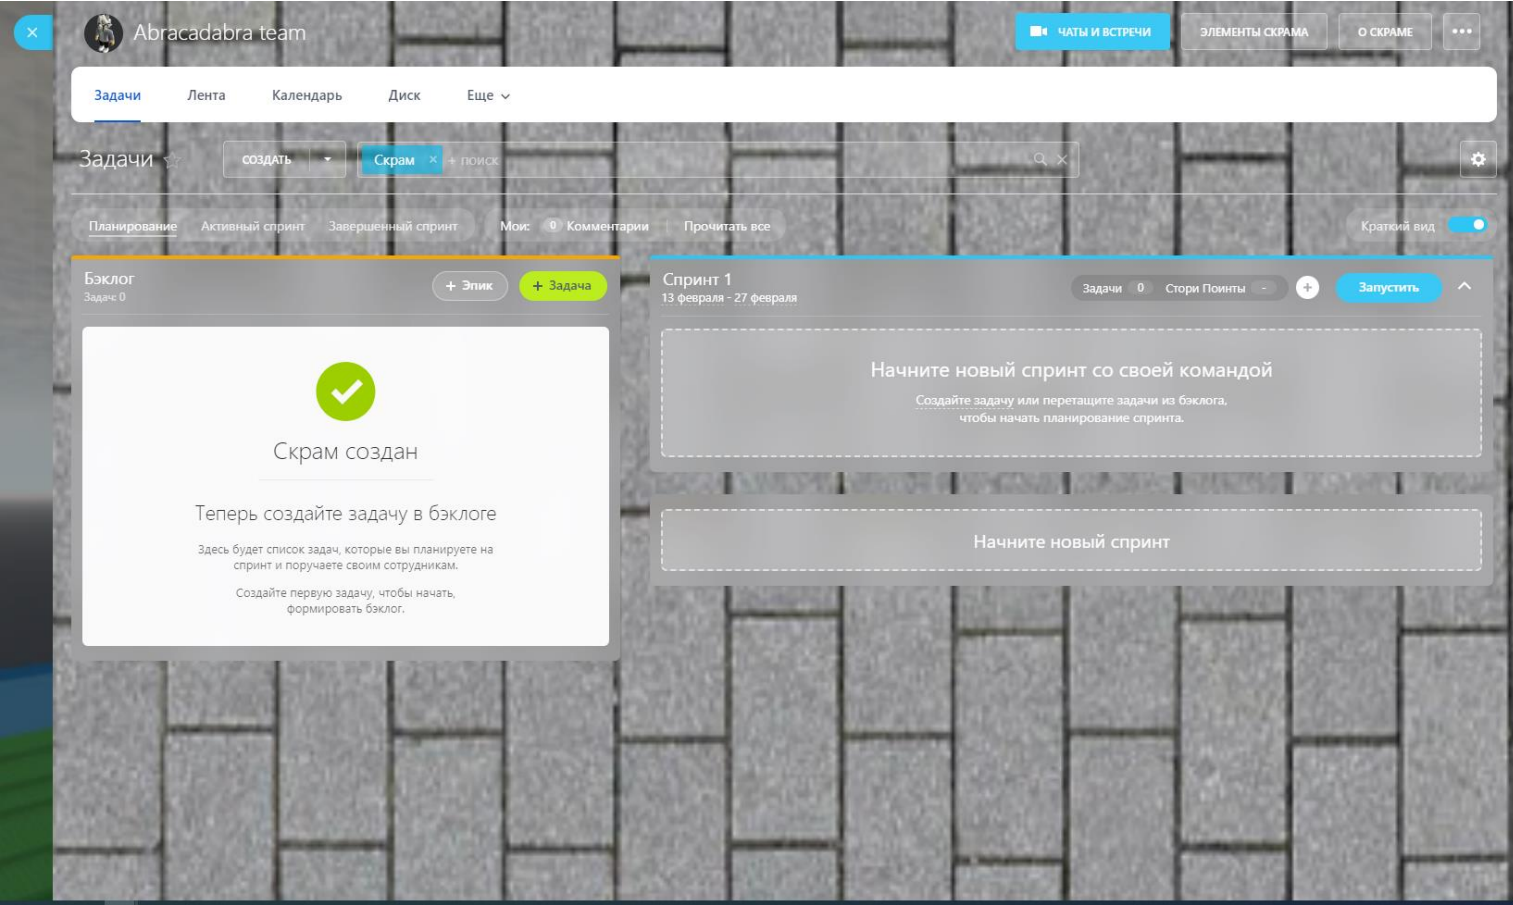 Abracadabra team
ЧАТЫ И ВСТРЕЧИ
ЭЛЕМЕНТЫ СКРАМА
О СКРАМЕ
Задачи Лента Календарь Диск Еще
Задачи
СОЗДАТЬ
Скрам × + поиск
Планирование Активный спринт Завершенный спринт
Мои: 0 Комментарии Прочитать все
Краткий вид
Бэклог
Задач: 0
+ Эпик
+ Задача
Скрам создан
Теперь создайте задачу в бэклоге
Здесь будет список задач, которые вы планируете на
спринт и поручаете своим сотрудникам.
Создайте первую задачу, чтобы начать,
формировать бэклог.
Спринт 1
13 февраля - 27 февраля
Задачи 0 Стори Поинты -
Запустить
Начните новый спринт со своей командой
Создайте задачу или перетащите задачи из бэклога,
чтобы начать планирование спринта.
Начните новый спринт